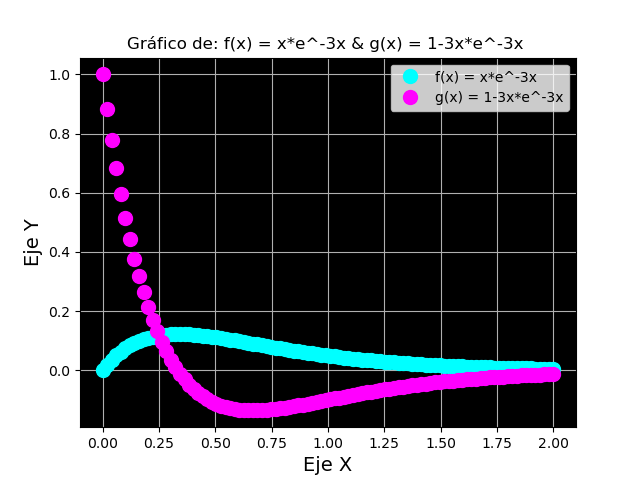 Gráfico de: f(x) = x*e^-3x & g(x) = 1-3x*e^-3x
f(x) = x*e^-3x
g(x) = 1-3x*e^-3x
Eje Y
1.0
0.8
0.6
0.4
0.2
0.0
0.00 0.25 0.50 0.75 1.00 1.25 1.50 1.75 2.00
Eje X